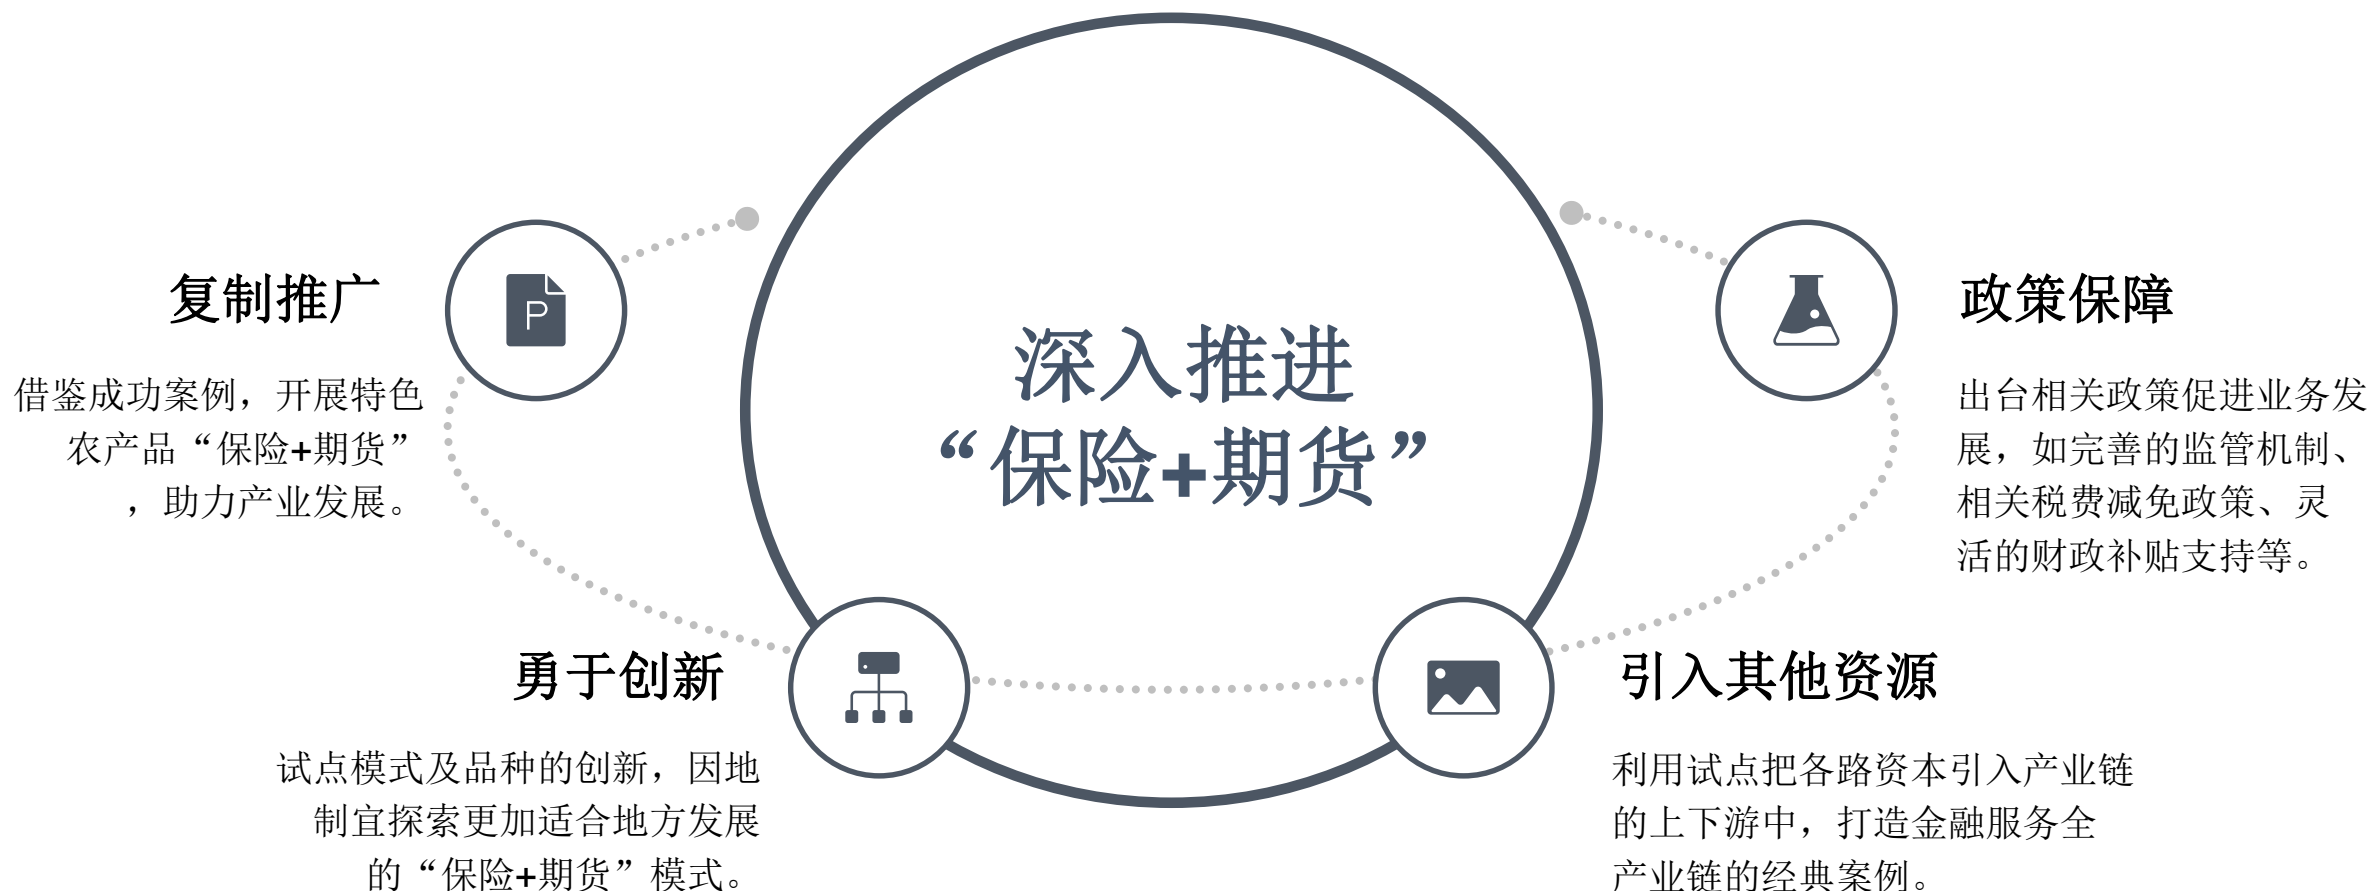 深入推进
“保险+期货”
复制推广
借鉴成功案例，开展特色
农产品“保险+期货”
，助力产业发展。
P
勇于创新
试点模式及品种的创新，因地
制宜探索更加适合地方发展
的“保险+期货”模式。
政策保障
出台相关政策促进业务发
展，如完善的监管机制、
相关税费减免政策、灵
活的财政补贴支持等。
引入其他资源
利用试点把各路资本引入产业链
的上下游中，打造金融服务全
产业链的经典案例。